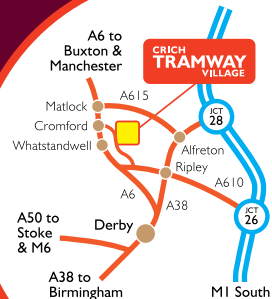 A6 to
Buxton &
Manchester
CRICH
TRAMWAY
VILLAGE
Matlock
A615
JCT
28
Cromford
Whatstandwell
Alfreton
Ripley
A6
A610
A38
JCT
26
A50 to
Stoke
& M6
Derby
A38 to
Birmingham
M1 South